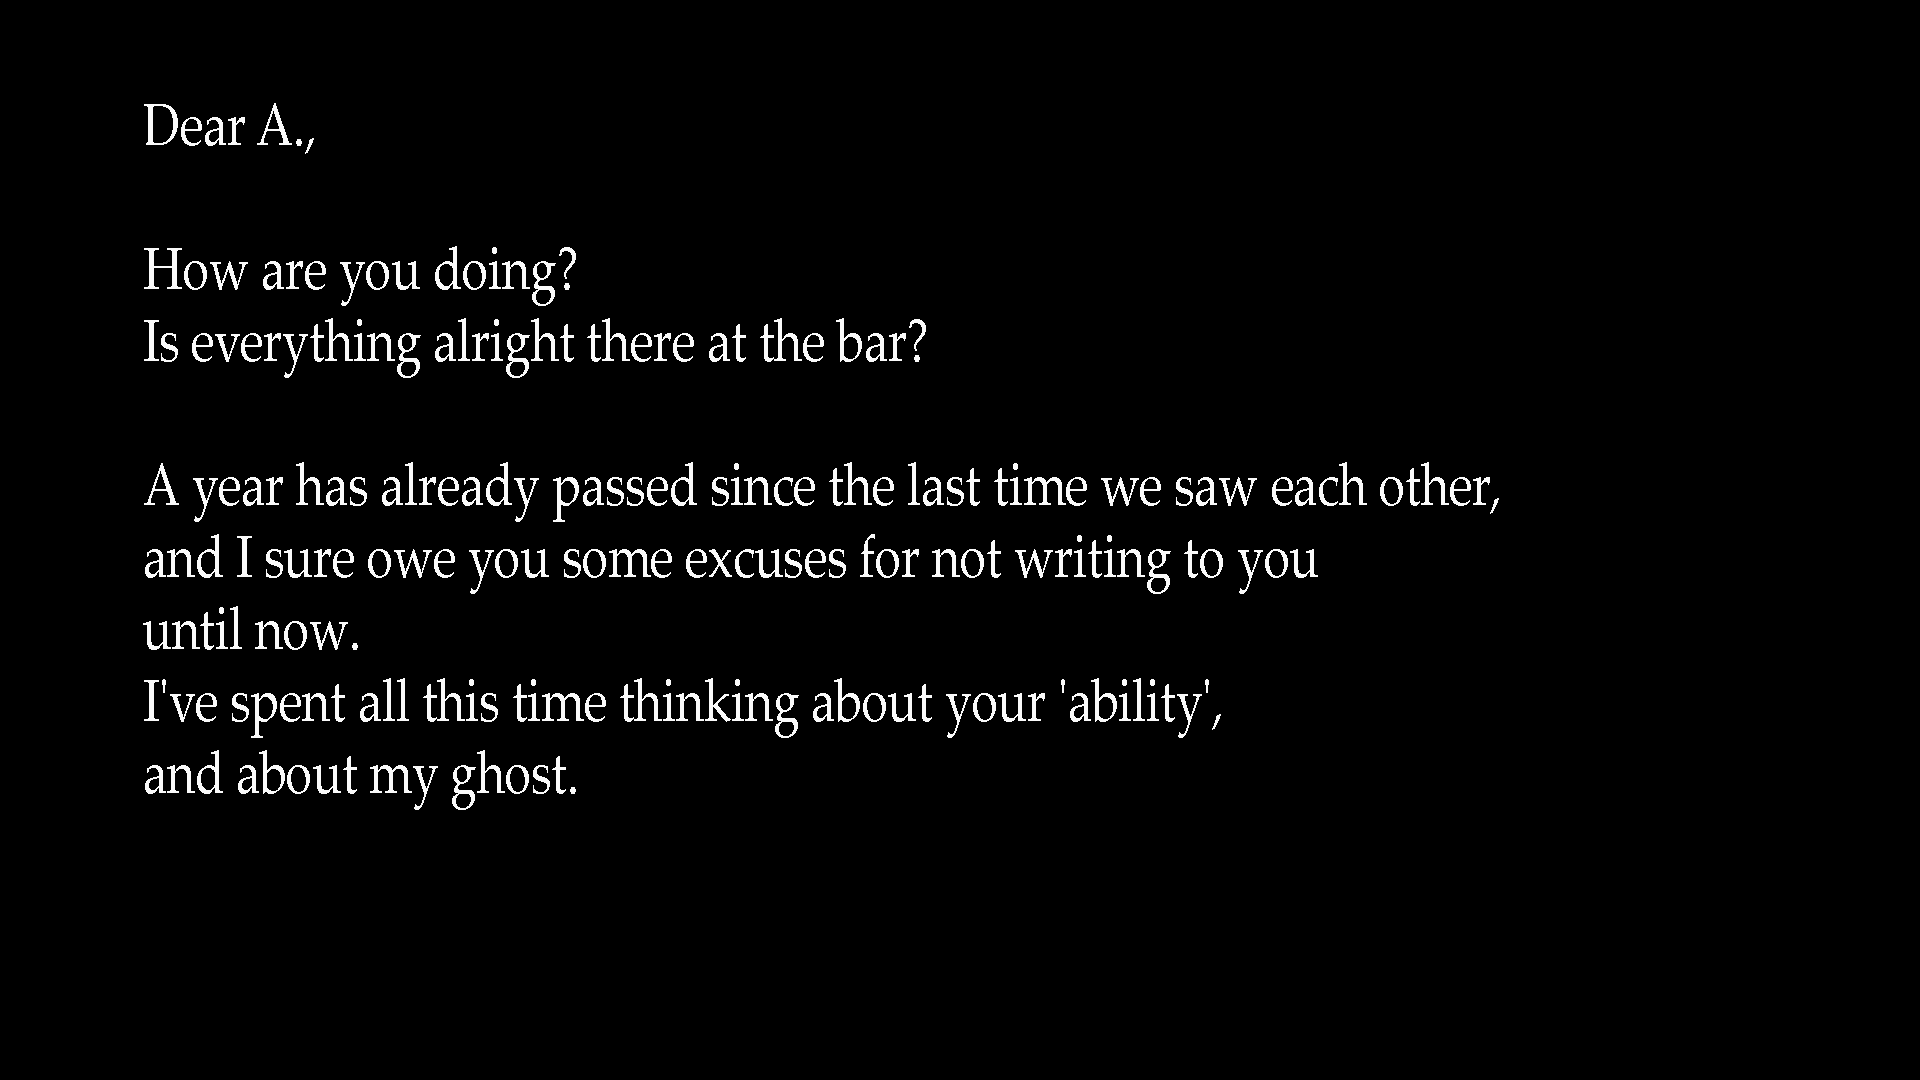 Dear A.,
How are you doing?
Is everything alright there at the bar?
A year has already passed since the last time we saw each other,
and I sure owe you some excuses for not writing to you
until now.
I've spent all this time thinking about your 'ability',
and about my ghost.